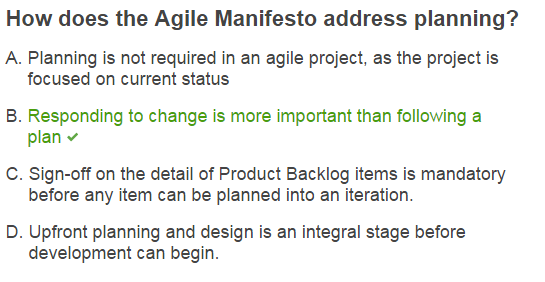 How does the Agile Manifesto address planning?
A. Planning is not required in an agile project, as the project is
focused on current status
B. Responding to change is more important than following a
plan ✔
C. Sign-off on the detail of Product Backlog items is mandatory
before any item can be planned into an iteration.
D. Upfront planning and design is an integral stage before
development can begin.